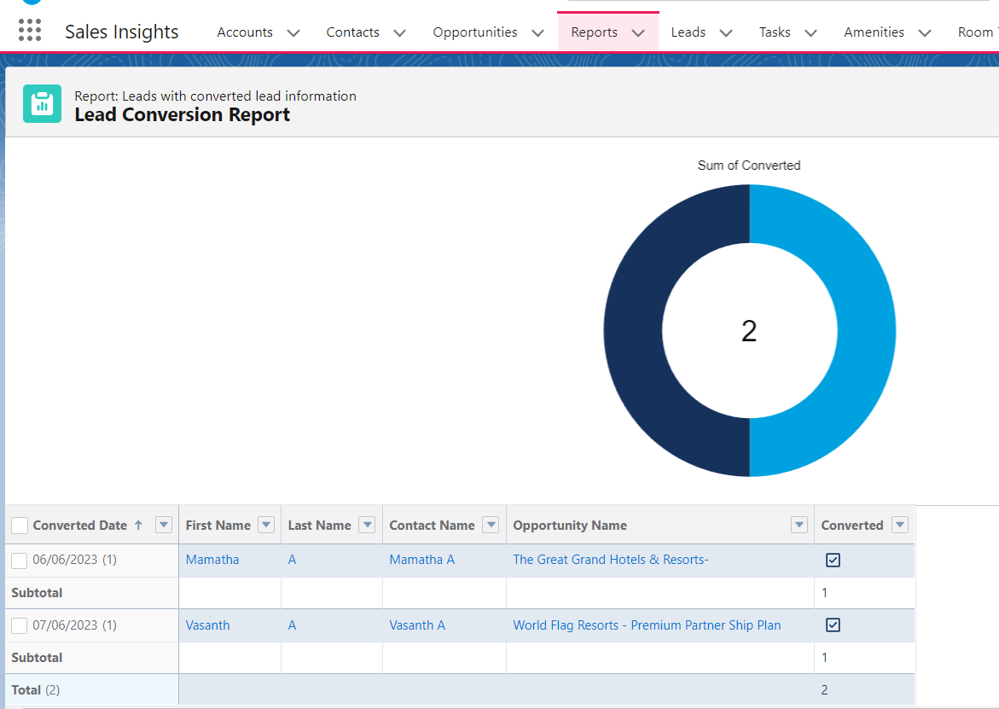 Sales Insights Accounts Contacts Opportunities Reports Leads Tasks Amenities Room
Report: Leads with converted lead information
Lead Conversion Report
Sum of Converted
2
Converted Date ↑ First Name Last Name Contact Name Opportunity Name Converted
06/06/2023 (1) Mamatha A Mamatha A The Great Grand Hotels & Resorts-
Subtotal 1
07/06/2023 (1) Vasanth A Vasanth A World Flag Resorts - Premium Partner Ship Plan
Subtotal 1
Total (2) 2